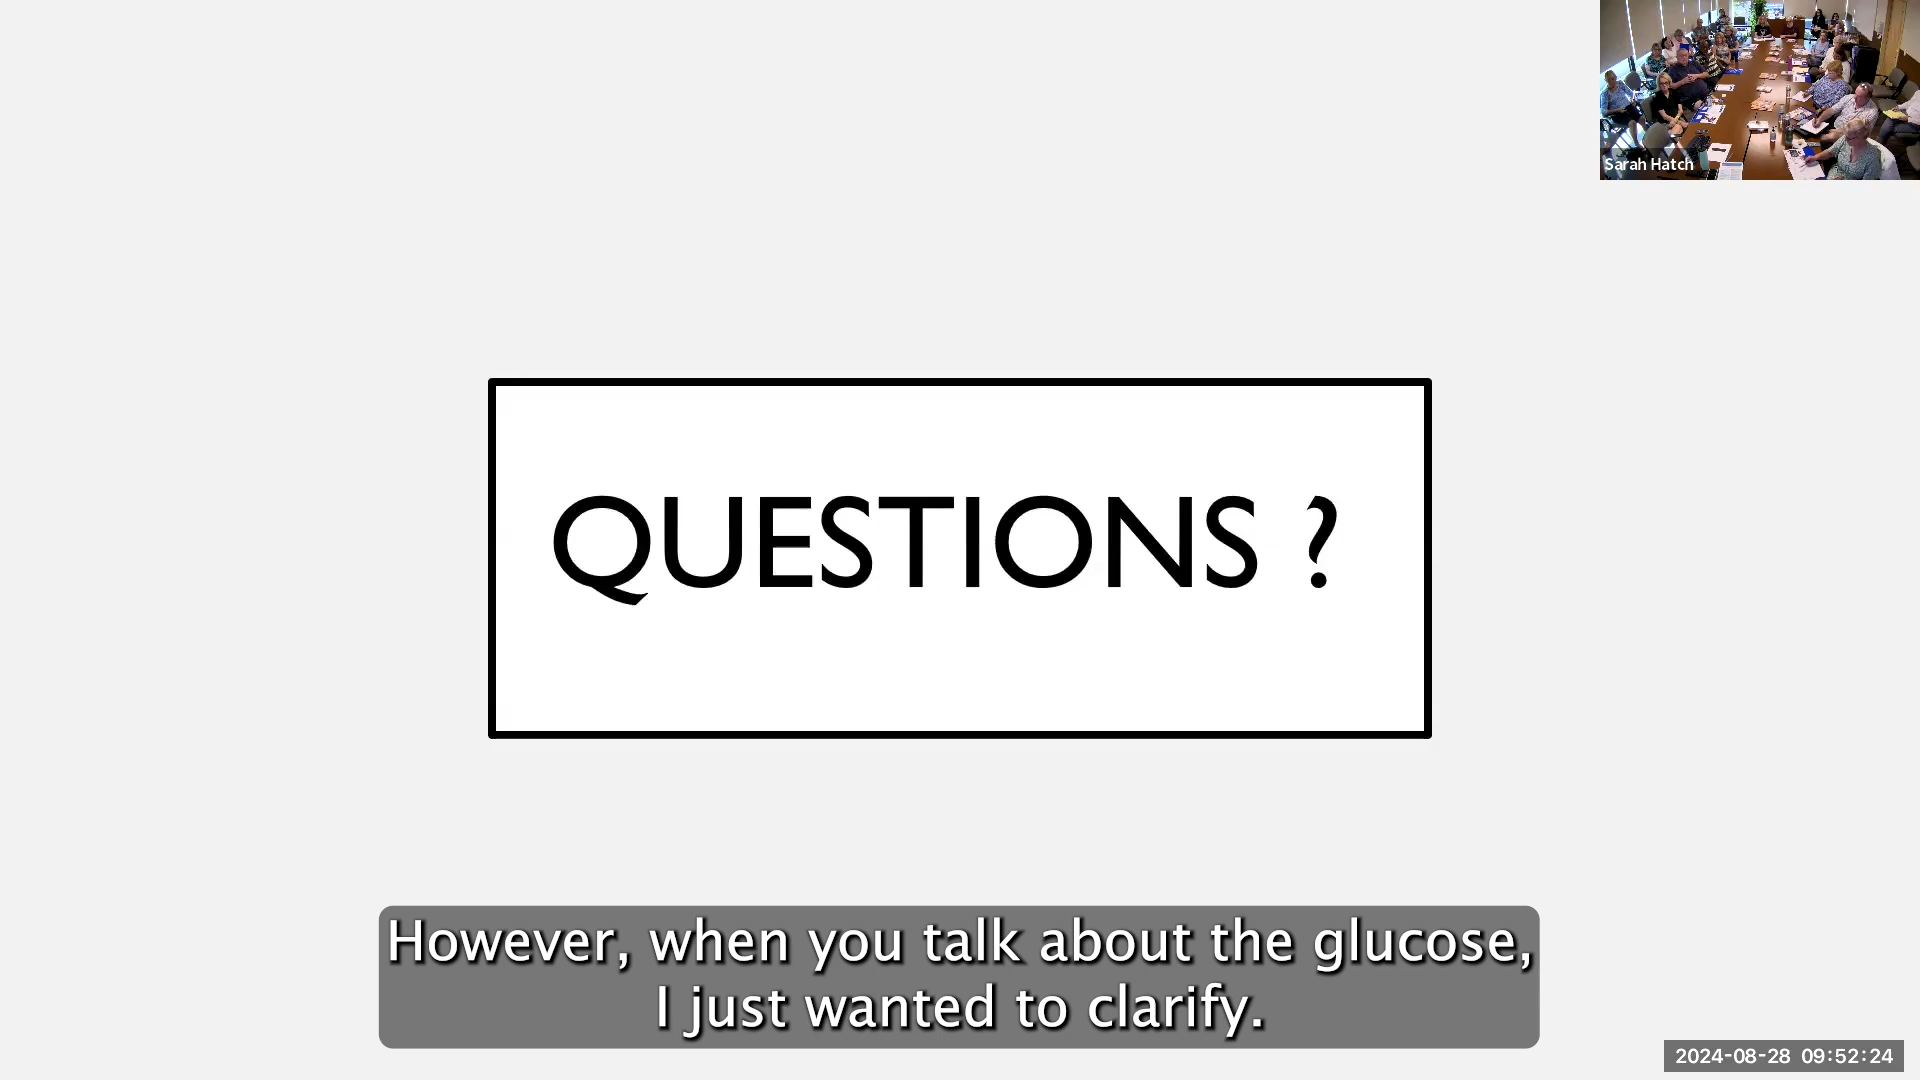 Sarah Hatch
QUESTIONS ?
However, when you talk about the glucose,
I just wanted to clarify.
2024-08-28 09:52:24